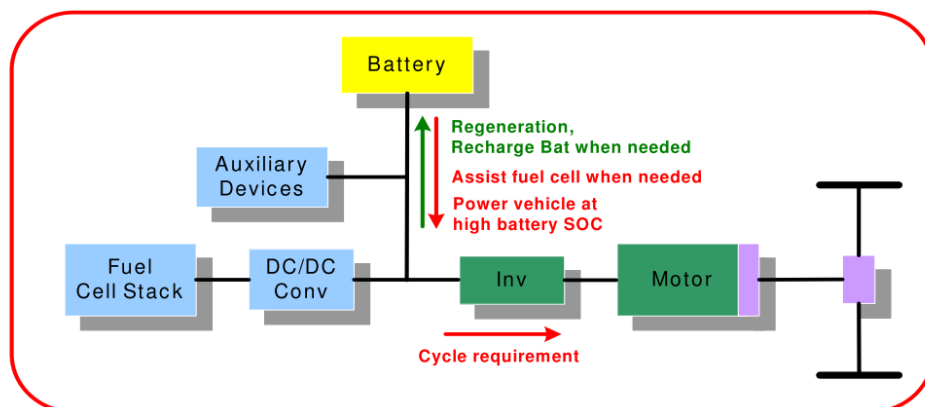 Battery
Regeneration,
Recharge Bat when needed
Auxiliary
Devices
Assist fuel cell when needed
Power vehicle at
high battery SOC
Fuel
Cell Stack
DC/DC
Conv
Inv
Motor
Cycle requirement